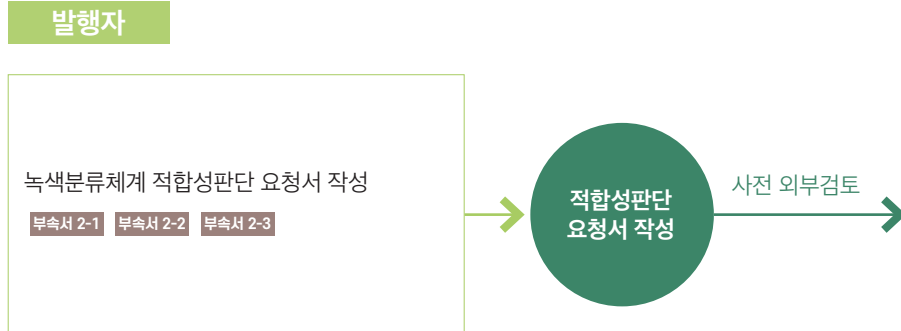 발행자
녹색분류체계 적합성판단 요청서 작성
부속서 2-1 부속서 2-2 부속서 2-3
적합성판단
요청서 작성
사전 외부검토